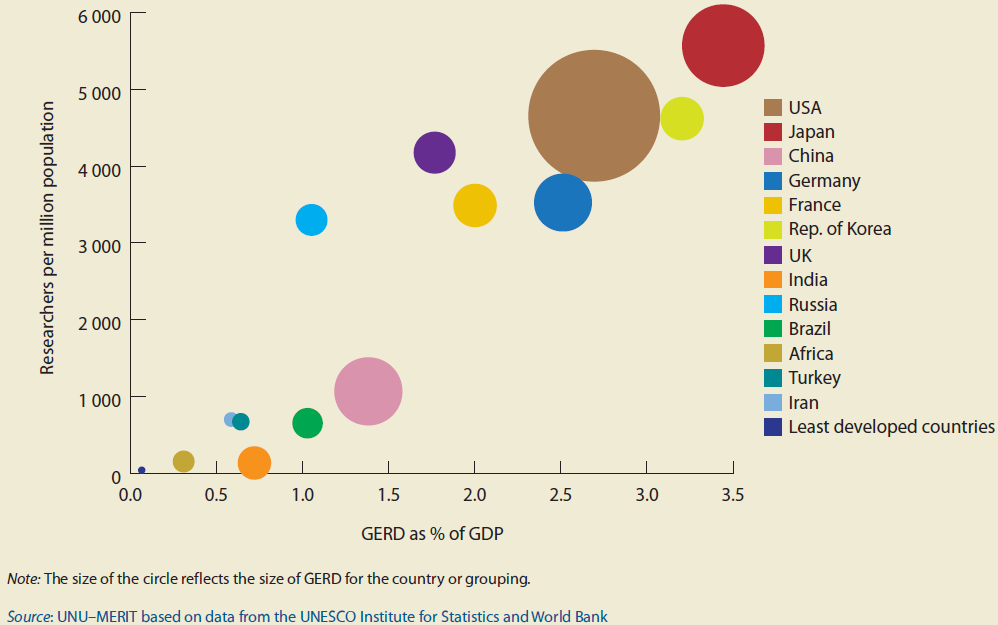 6 000
5 000
4 000
3 000
2 000
1 000
0
Researchers per million population
0.0 0.5 1.0 1.5 2.0 2.5 3.0 3.5
GERD as % of GDP
USA
Japan
China
Germany
France
Rep. of Korea
UK
India
Russia
Brazil
Africa
Turkey
Iran
Least developed countries
Note: The size of the circle reflects the size of GERD for the country or grouping.
Source: UNU–MERIT based on data from the UNESCO Institute for Statistics and World Bank